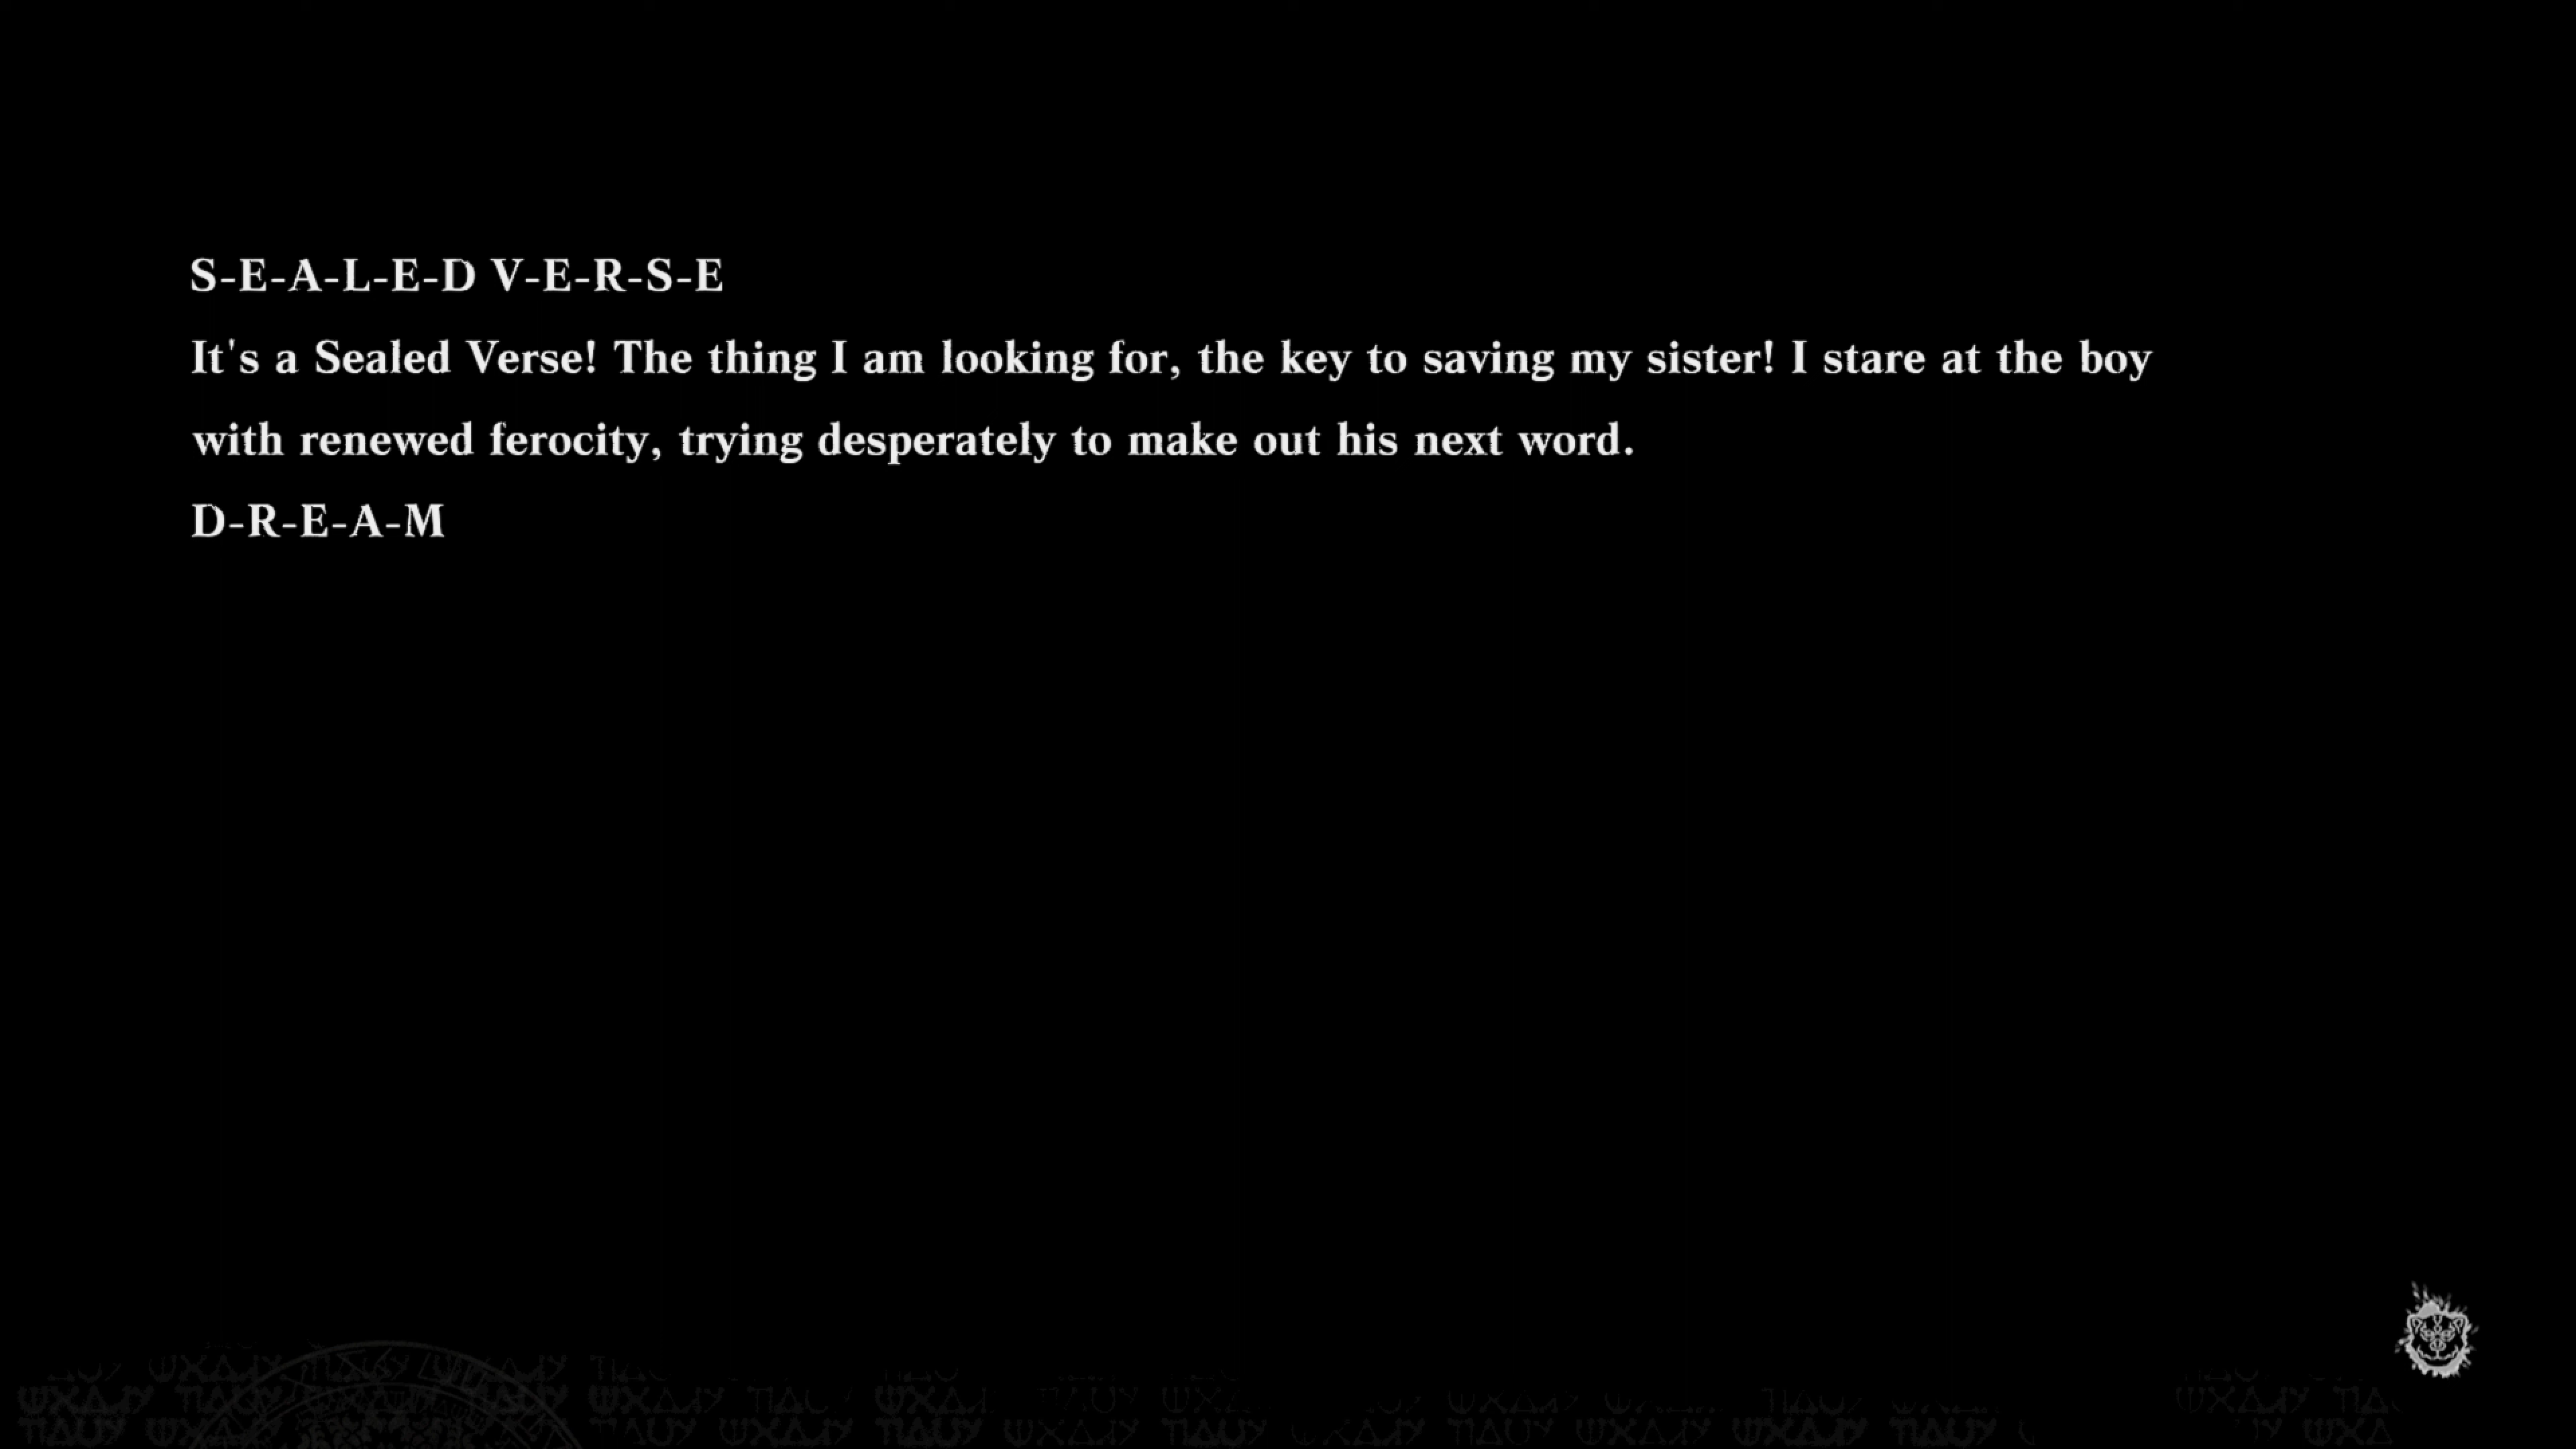 S-E-A-L-E-D V-E-R-S-E
It's a Sealed Verse! The thing I am looking for, the key to saving my sister! I stare at the boy
with renewed ferocity, trying desperately to make out his next word.
D-R-E-A-M